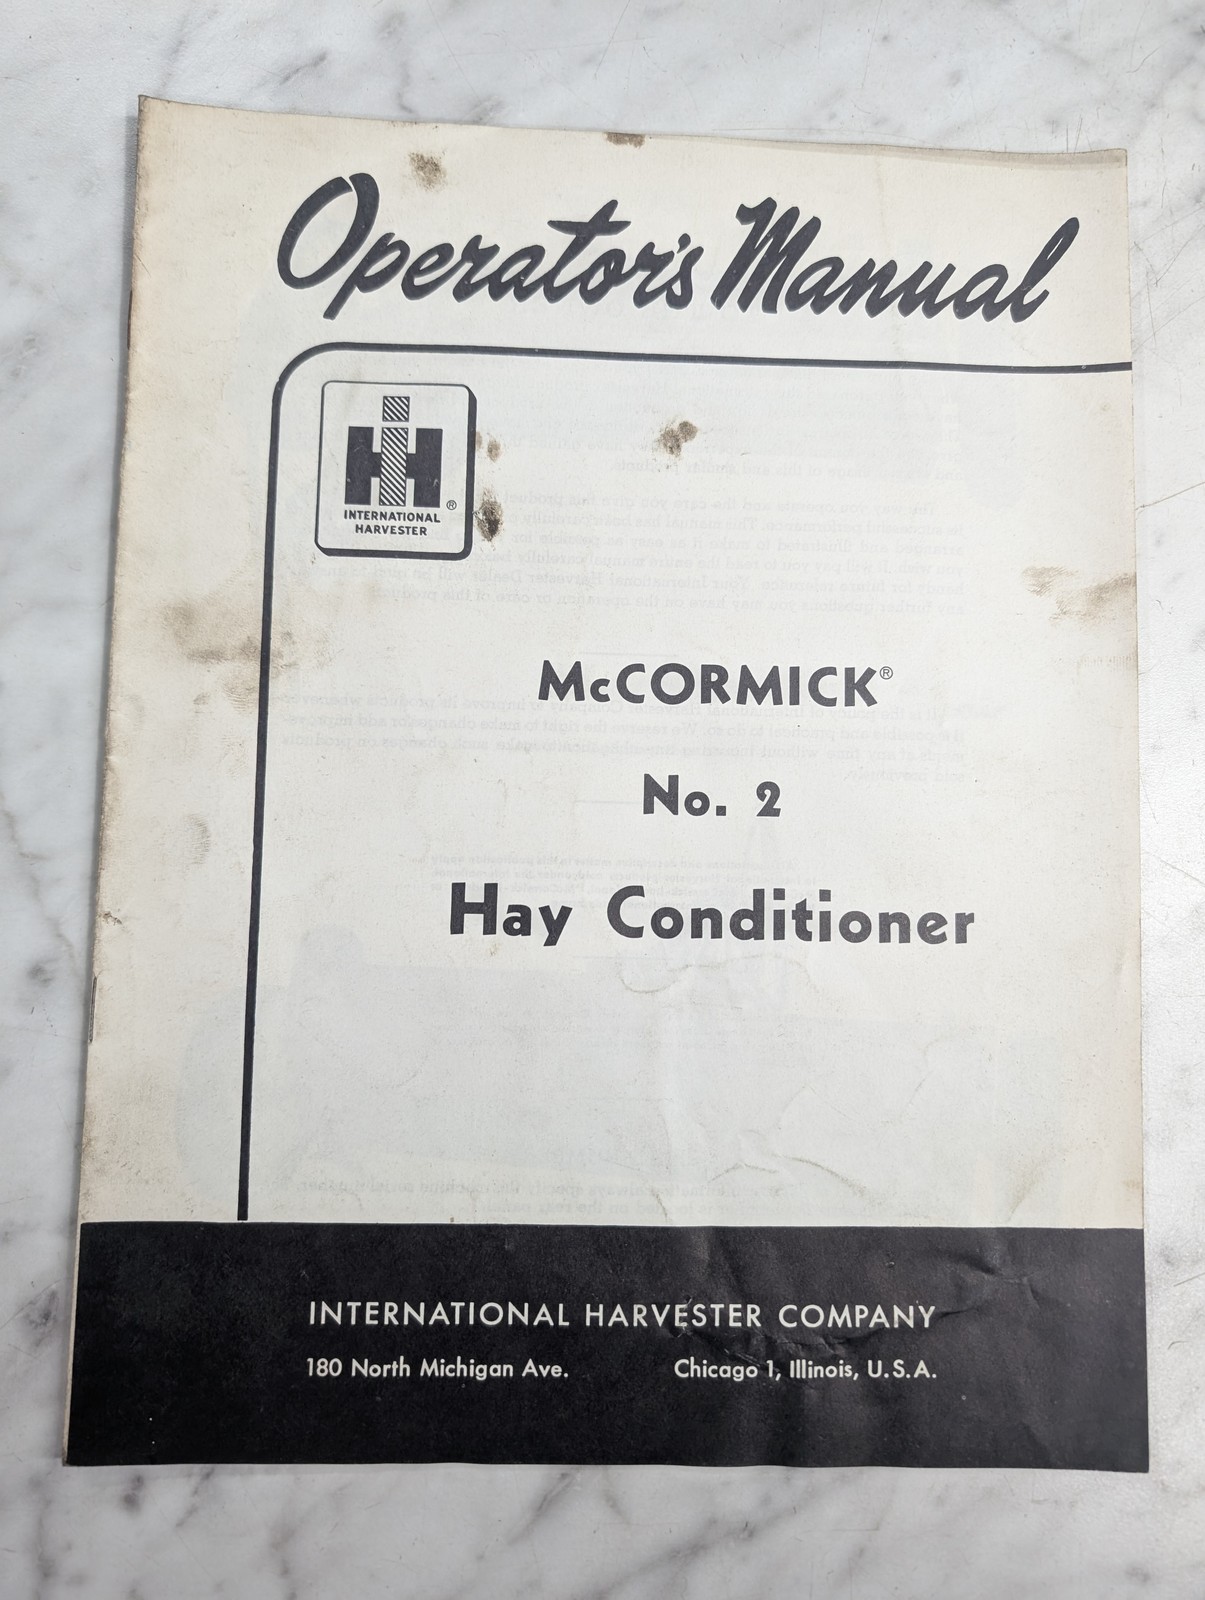 Operator's Manual
IH
®
INTERNATIONAL
HARVESTER
McCORMICK®
No. 2
Hay Conditioner
INTERNATIONAL HARVESTER COMPANY
180 North Michigan Ave. Chicago 1, Illinois, U.S.A.